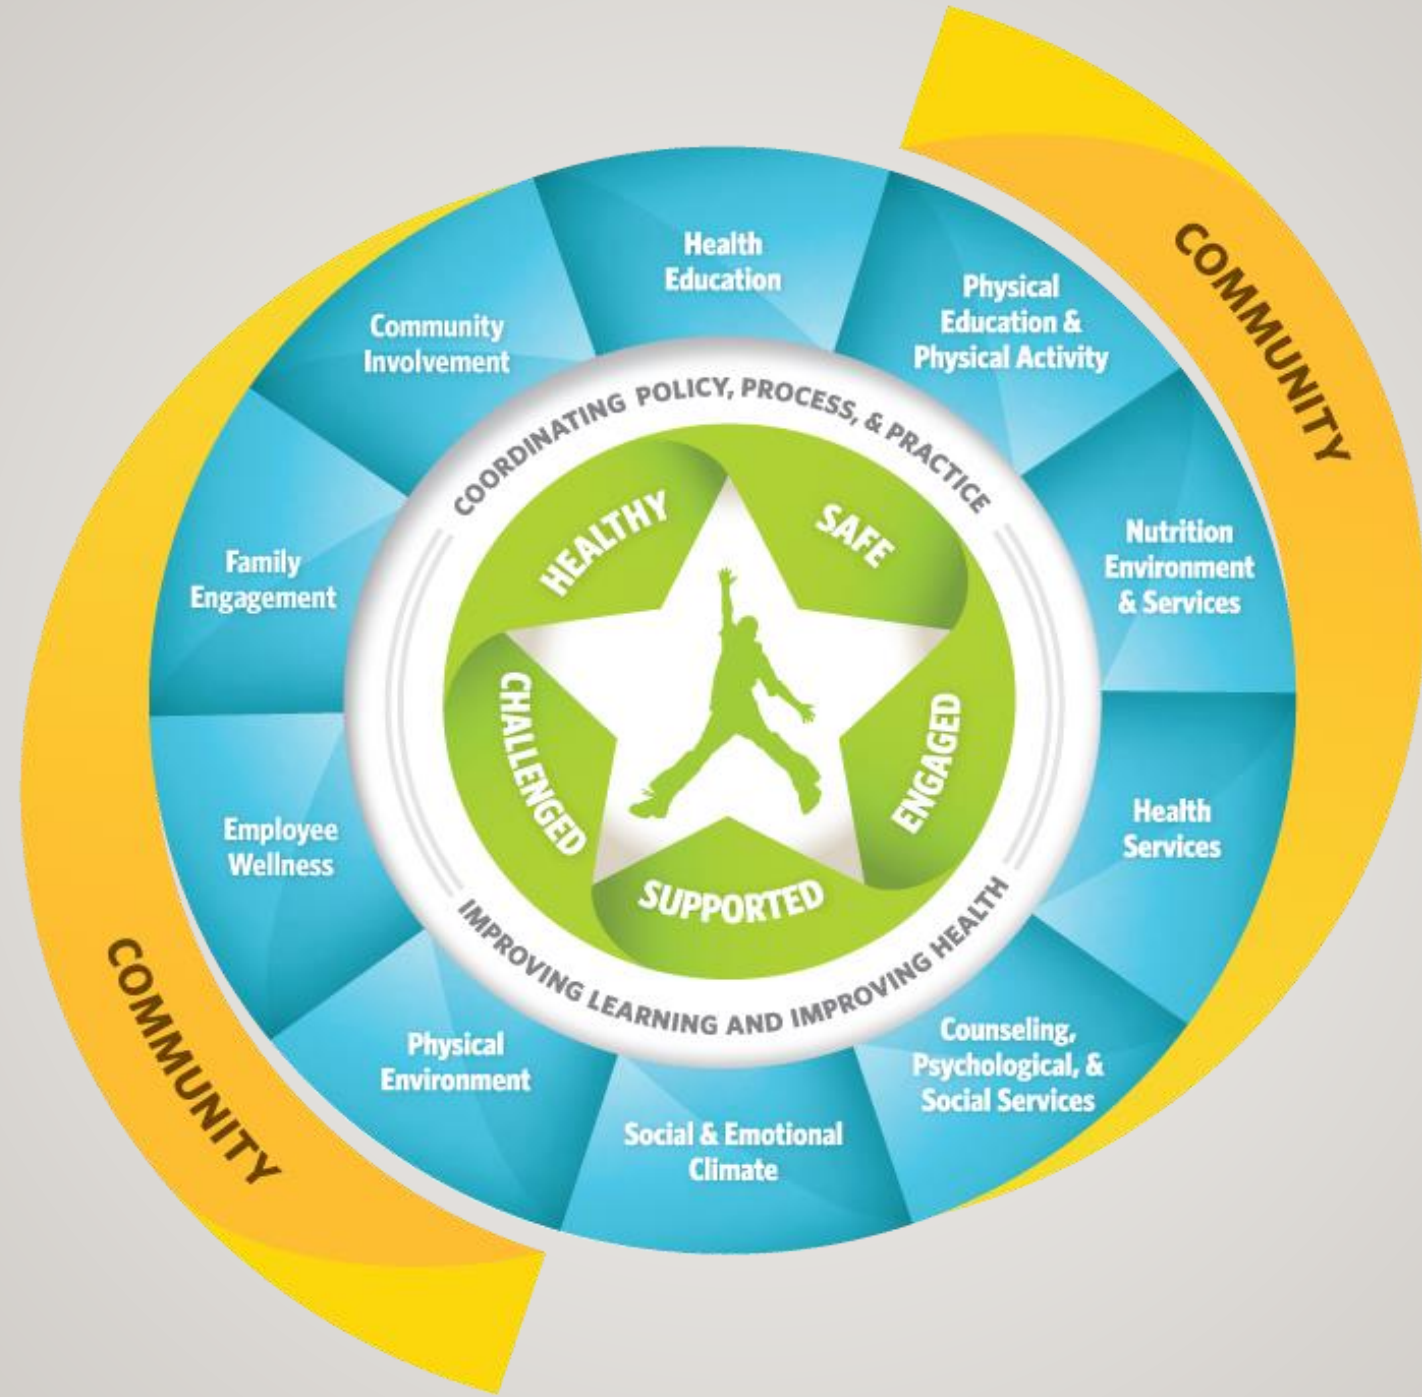 COMMUNITY
Health
Education
Physical
Education &
Physical Activity
Nutrition
Environment
& Services
Health
Services
Counseling,
Psychological, &
Social Services
Social & Emotional
Climate
Physical
Environment
Employee
Wellness
Family
Engagement
Community
Involvement
COORDINATING POLICY, PROCESS, & PRACTICE
IMPROVING LEARNING AND IMPROVING HEALTH
HEALTHY
SAFE
ENGAGED
SUPPORTED
CHALLENGED
COMMUNITY